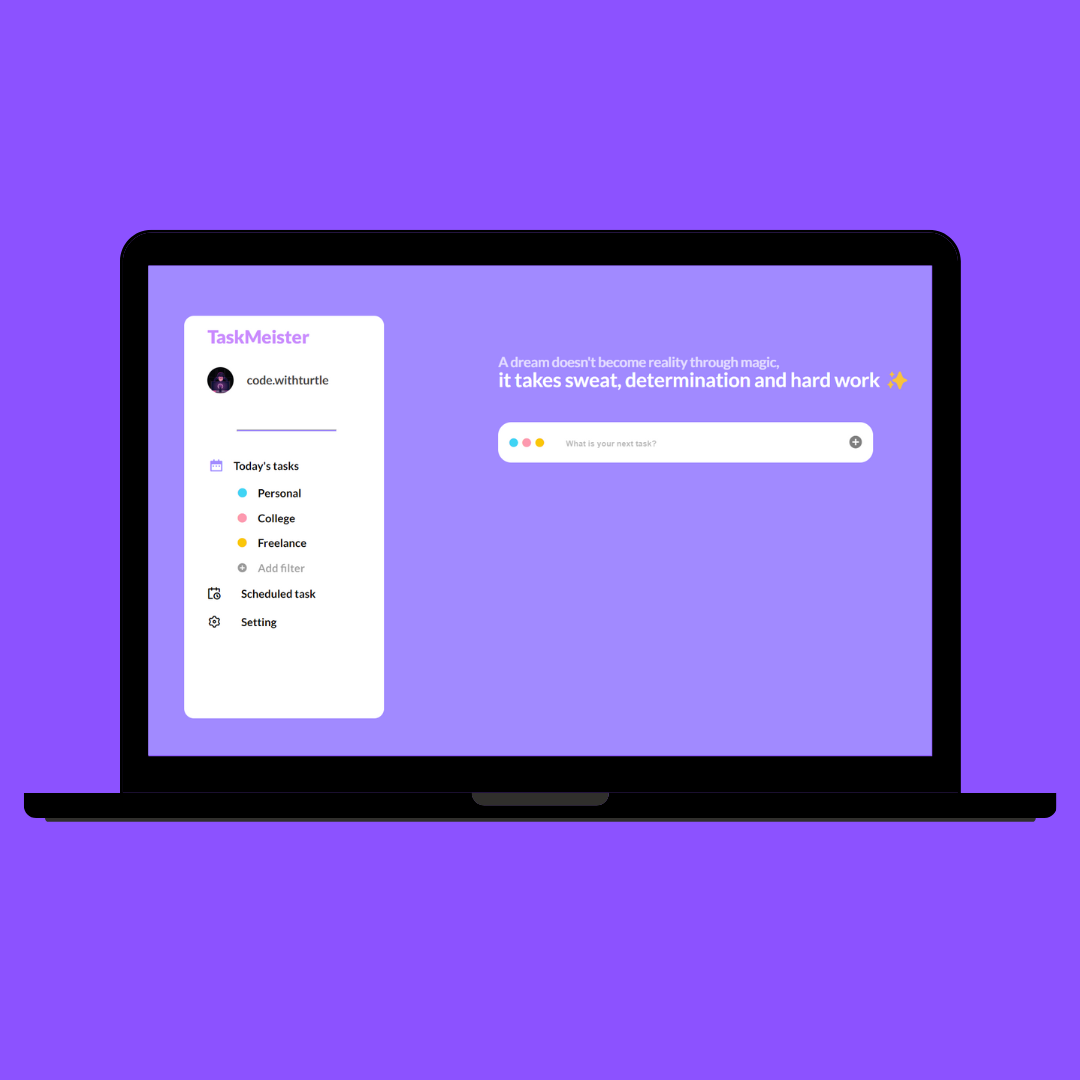 TaskMeister
code.withturtle
Today's tasks
Personal
College
Freelance
Add filter
Scheduled task
Setting
A dream doesn't become reality through magic,
it takes sweat, determination and hard work ✨
What is your next task?